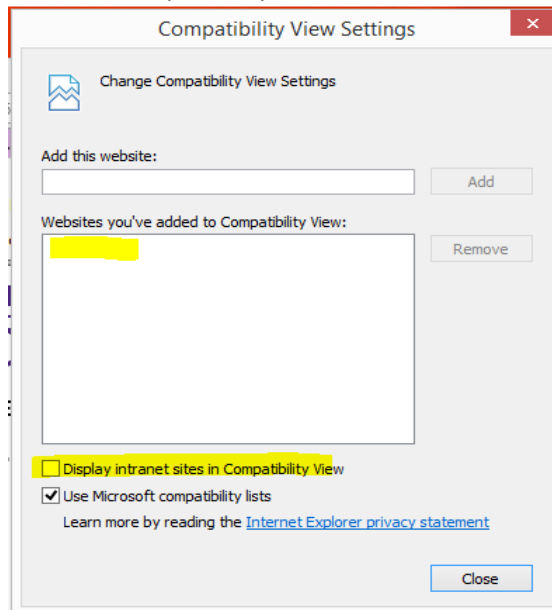 Compatibility View Settings
Change Compatibility View Settings
Add this website:
Add
Websites you've added to Compatibility View:
Remove
Display intranet sites in Compatibility View
Use Microsoft compatibility lists
Learn more by reading the Internet Explorer privacy statement
Close